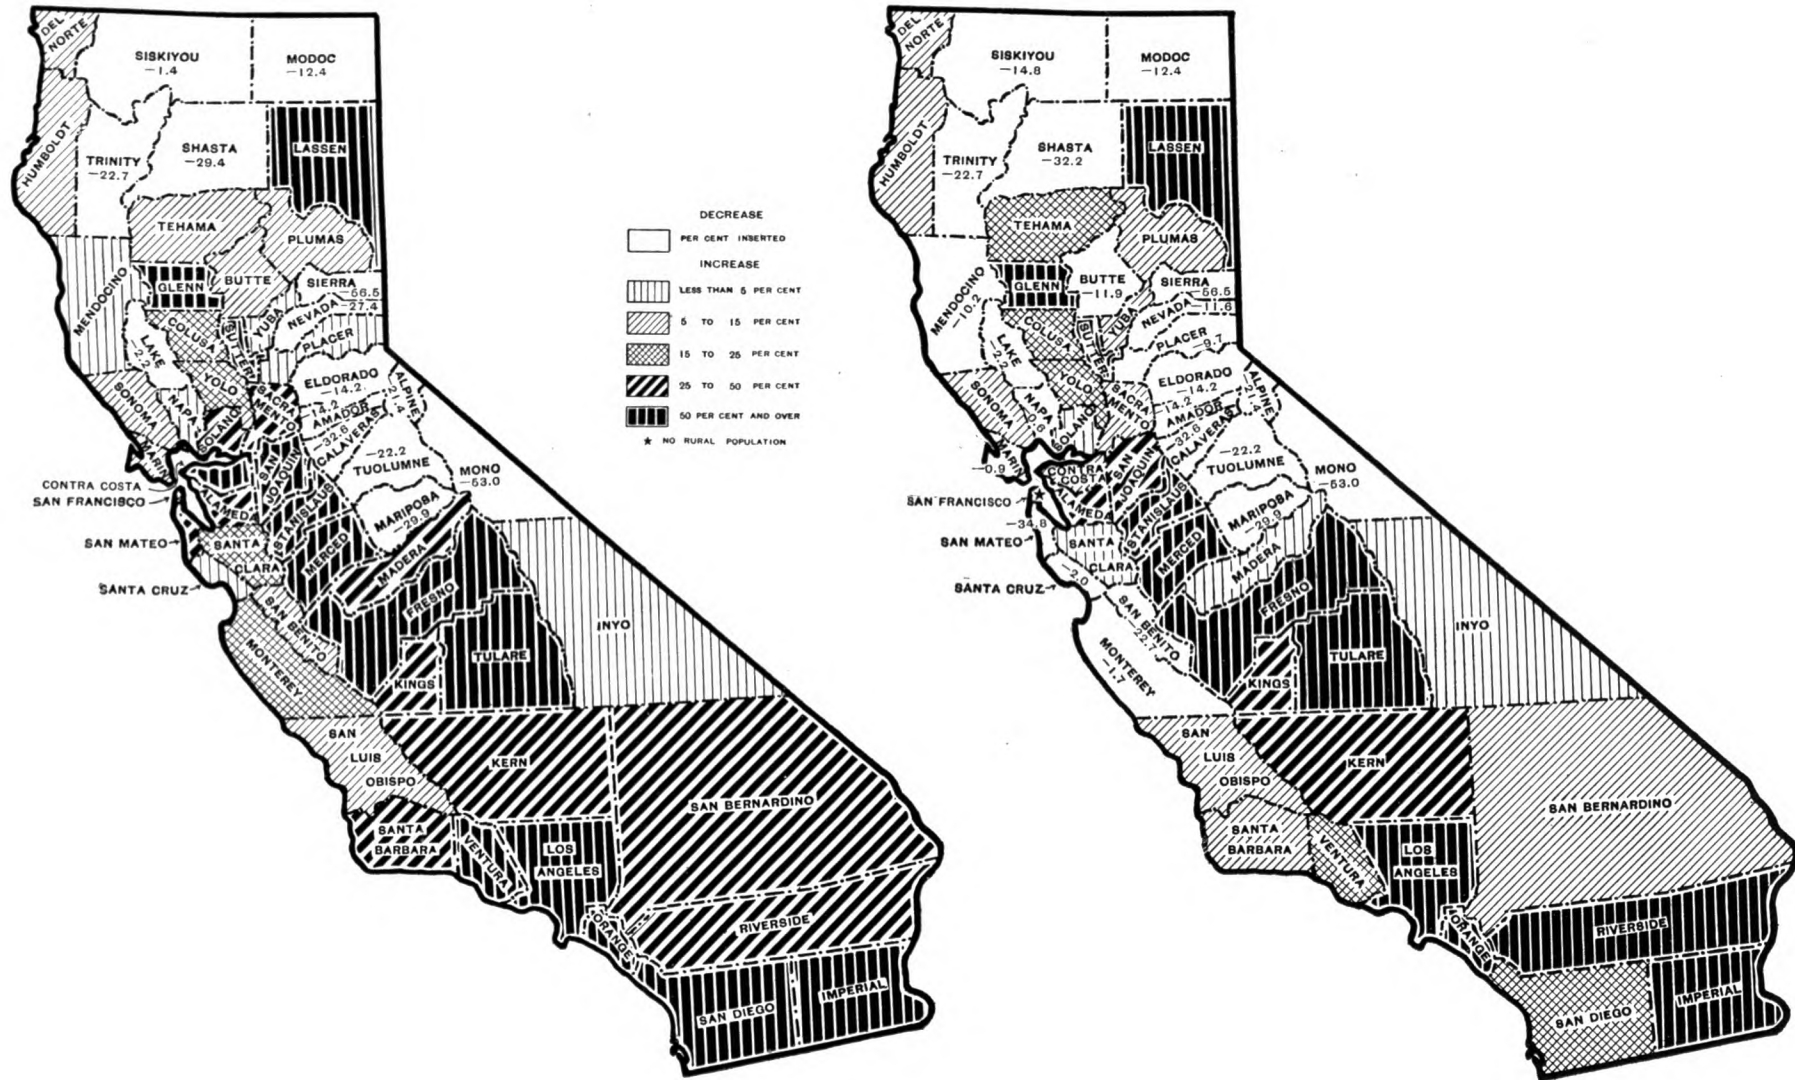 DEL
NORTE
SISKIYOU
-1.4
MODOC
-12.4
HUMBOLDT
TRINITY
-22.7
SHASTA
-29.4
LASSEN
TEHAMA
PLUMAS
MENDOCINO
GLENN
BUTTE
SIERRA
-56.5
COLUSA
SUTTER
YUBA
NEVADA
-27.4
PLACER
LAKE
-2.2
YOLO
ELDORADO
-14.2
ALPINE
SONOMA
NAPA
SOLANO
SACRA
MENTO
-14.2
AMADOR
-32.6
CALAVERAS
MARIN
CONTRA COSTA
SAN FRANCISCO
SAN
JOAQUIN
-22.2
TUOLUMNE
MONO
-53.0
ALAMEDA
STANISLAUS
MARIPOSA
-29.9
SAN MATEO
SANTA
CLARA
MERCED
MADERA
SANTA CRUZ
SAN BENITO
FRESNO
INYO
MONTEREY
KINGS
TULARE
SAN
LUIS
OBISPO
KERN
SAN BERNARDINO
SANTA
BARBARA
VENTURA
LOS
ANGELES
ORANGE
RIVERSIDE
SAN DIEGO
IMPERIAL
DECREASE
PER CENT INSERTED
INCREASE
LESS THAN 5 PER CENT
5 TO 15 PER CENT
15 TO 25 PER CENT
25 TO 50 PER CENT
50 PER CENT AND OVER
★ NO RURAL POPULATION
DEL
NORTE
SISKIYOU
-14.8
MODOC
-12.4
HUMBOLDT
TRINITY
-22.7
SHASTA
-32.2
LASSEN
TEHAMA
PLUMAS
MENDOCINO
-10.2
GLENN
BUTTE
-11.9
SIERRA
-56.5
COLUSA
SUTTER
YUBA
NEVADA
-11.6
PLACER
-9.7
LAKE
-2.2
YOLO
ELDORADO
-14.2
ALPINE
SONOMA
NAPA
-0.6
SOLANO
SACRA
MENTO
-14.2
AMADOR
-32.6
CALAVERAS
MARIN
-0.9
CONTRA
COSTA
SAN
JOAQUIN
-22.2
TUOLUMNE
MONO
-53.0
SAN FRANCISCO
★
ALAMEDA
STANISLAUS
MARIPOSA
-29.9
-34.8
SAN MATEO
SANTA
CLARA
MERCED
MADERA
SANTA CRUZ
-2.0
SAN BENITO
-22.7
FRESNO
INYO
MONTEREY
-1.7
KINGS
TULARE
SAN
LUIS
OBISPO
KERN
SAN BERNARDINO
SANTA
BARBARA
VENTURA
LOS
ANGELES
ORANGE
RIVERSIDE
SAN DIEGO
IMPERIAL